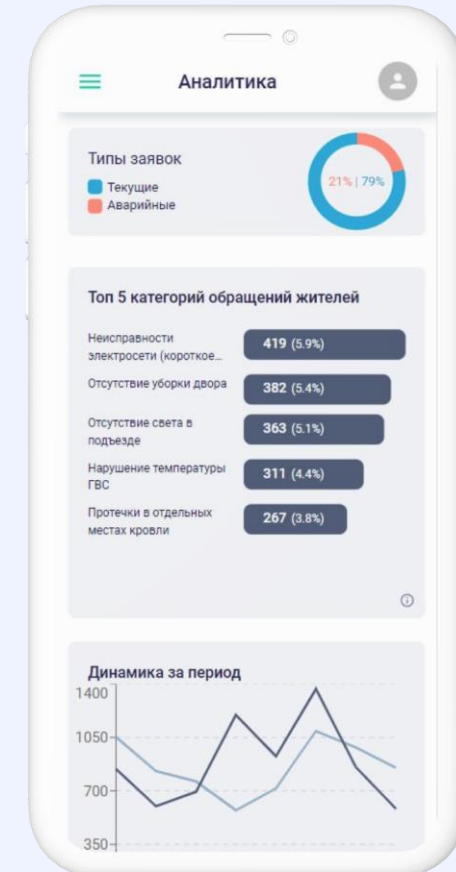 Аналитика
Типы заявок
Текущие
Аварийные
21% | 79%
Топ 5 категорий обращений жителей
Неисправности
электросети (короткое...
419 (5.9%)
Отсутствие уборки двора
382 (5.4%)
Отсутствие света в
подъезде
363 (5.1%)
Нарушение температуры
ГВС
311 (4.4%)
Протечки в отдельных
местах кровли
267 (3.8%)
Динамика за период
1400
1050
700
350